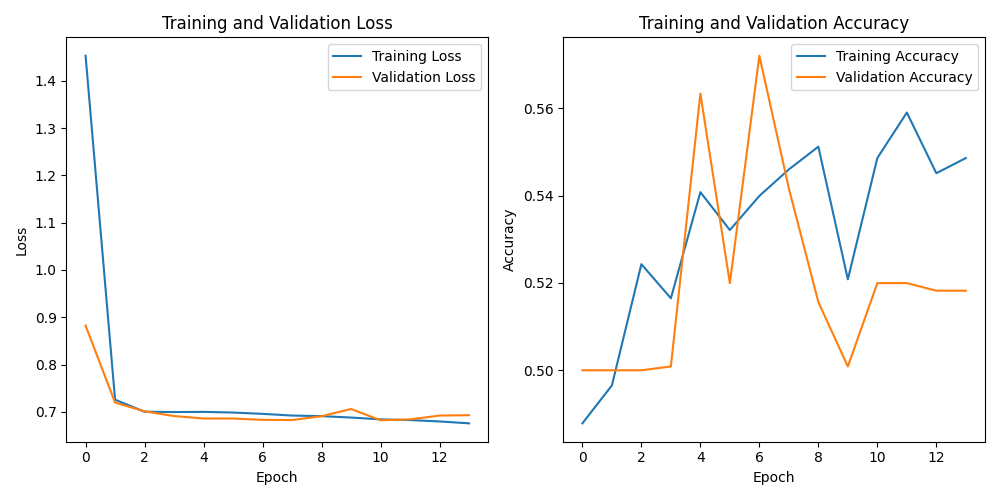 Training and Validation Loss
Training Loss
Validation Loss
1.4
1.3
1.2
1.1
1.0
0.9
0.8
0.7
Loss
0 2 4 6 8 10 12
Epoch
Training and Validation Accuracy
Training Accuracy
Validation Accuracy
0.56
0.54
0.52
0.50
Accuracy
0 2 4 6 8 10 12
Epoch